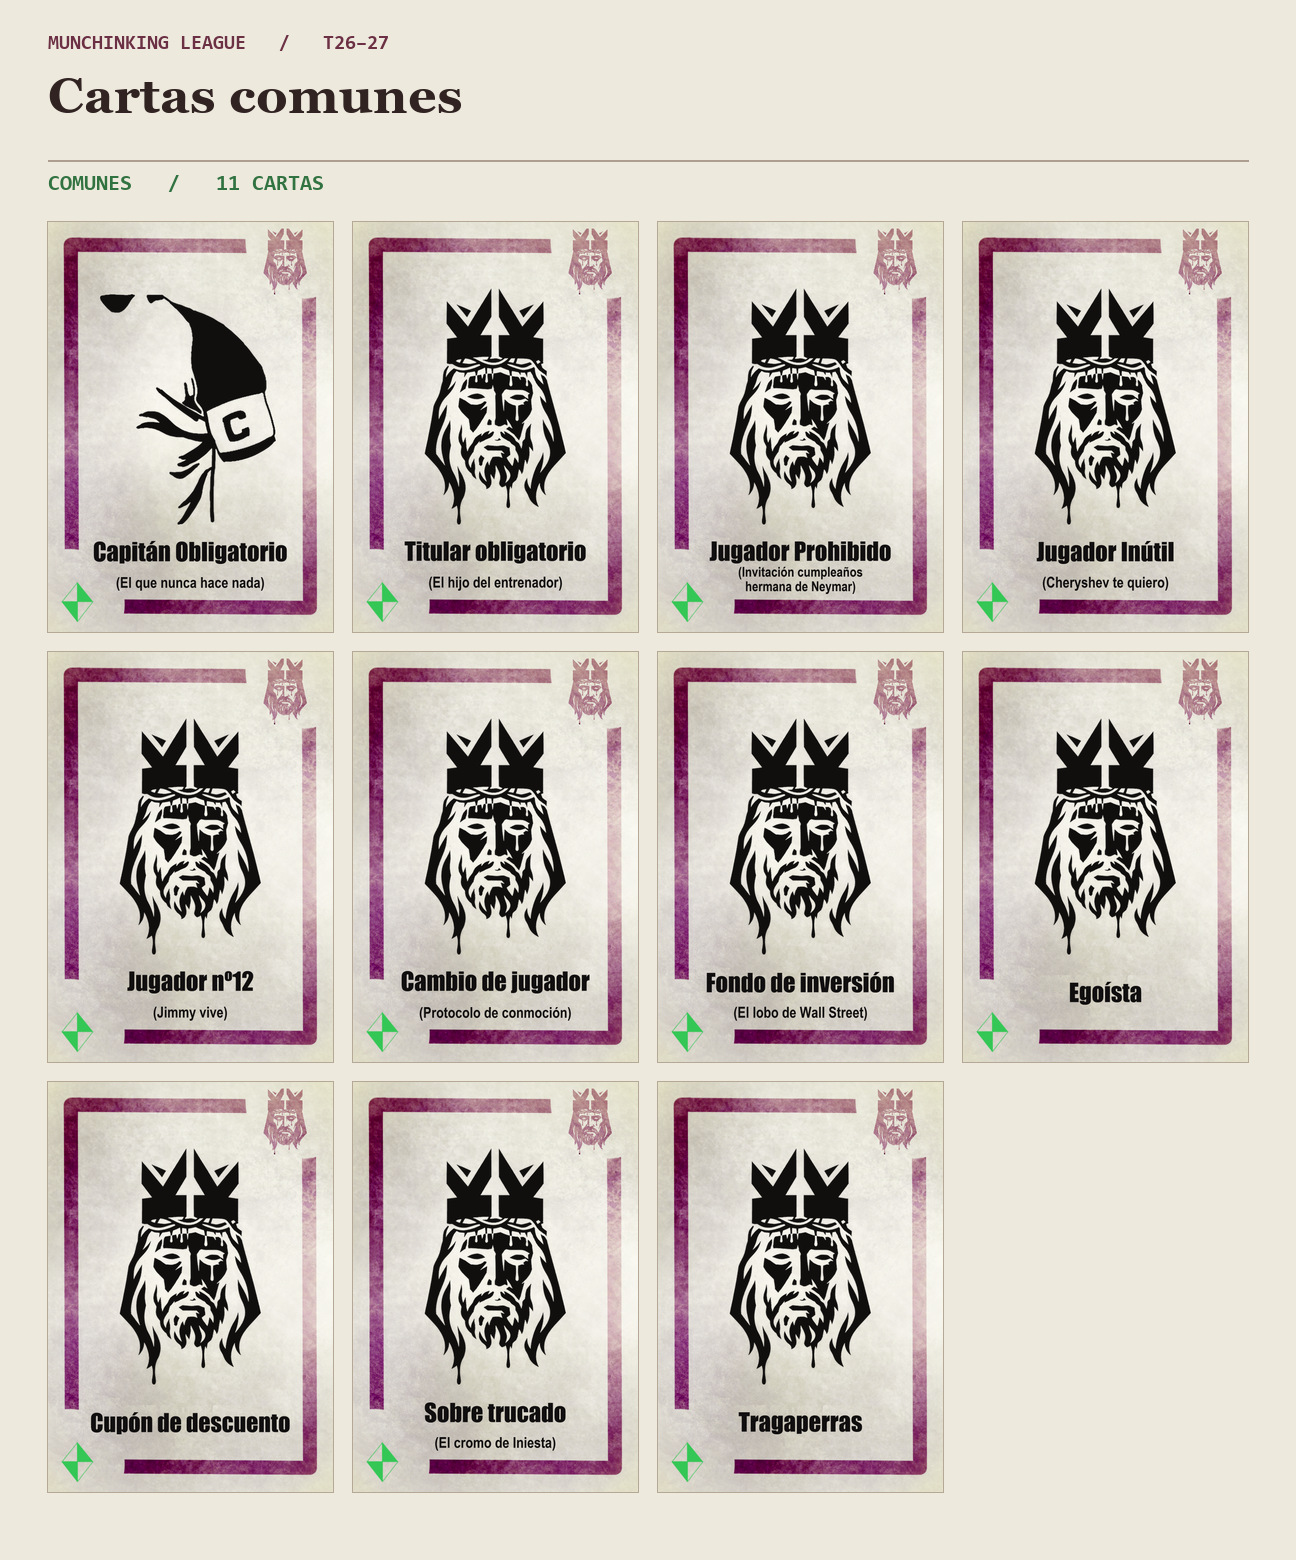 MUNCHINKING LEAGUE / T26–27
Cartas comunes
COMUNES / 11 CARTAS
C
Capitán Obligatorio
(El que nunca hace nada)
Titular obligatorio
(El hijo del entrenador)
Jugador Prohibido
(Invitación cumpleaños
hermana de Neymar)
Jugador Inútil
(Cheryshev te quiero)
Jugador nº12
(Jimmy vive)
Cambio de jugador
(Protocolo de conmoción)
Fondo de inversión
(El lobo de Wall Street)
Egoísta
Cupón de descuento
Sobre trucado
(El cromo de Iniesta)
Tragaperras